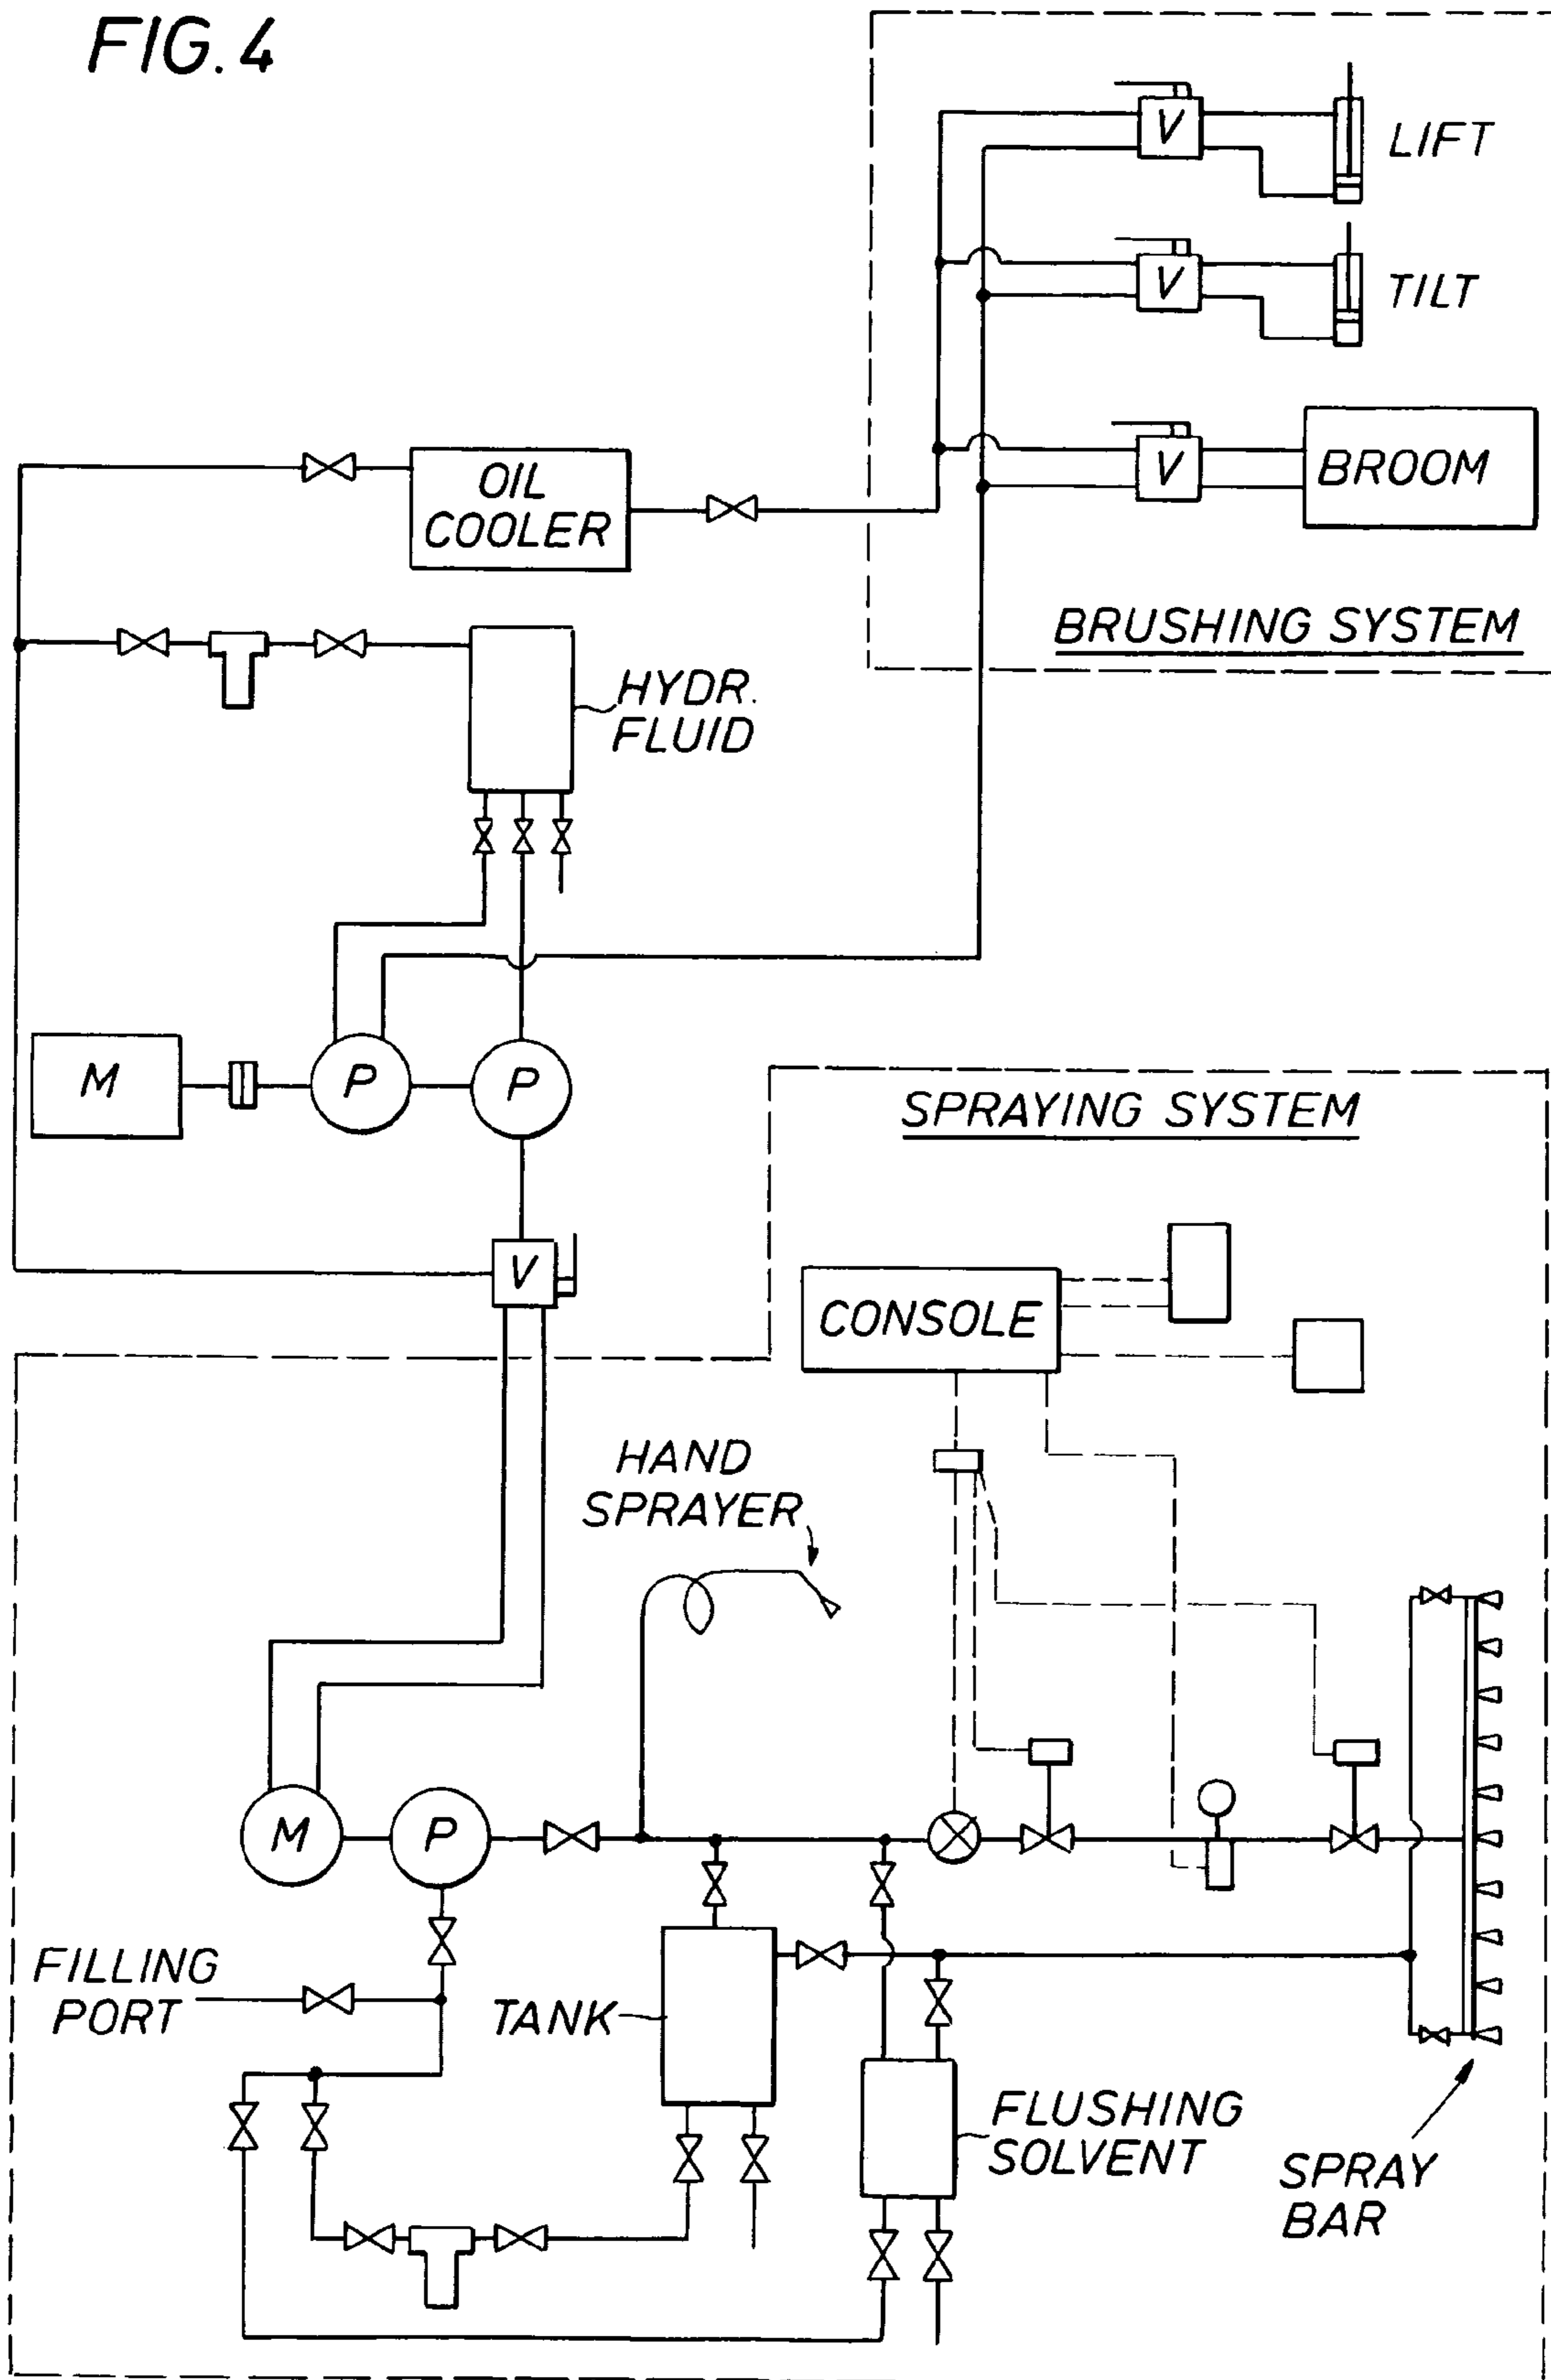 FIG. 4
V
LIFT
V
TILT
V
BROOM
OIL
COOLER
BRUSHING SYSTEM
HYDR.
FLUID
M
P
P
SPRAYING SYSTEM
V
CONSOLE
HAND
SPRAYER
M
P
FILLING
PORT
TANK
FLUSHING
SOLVENT
SPRAY
BAR